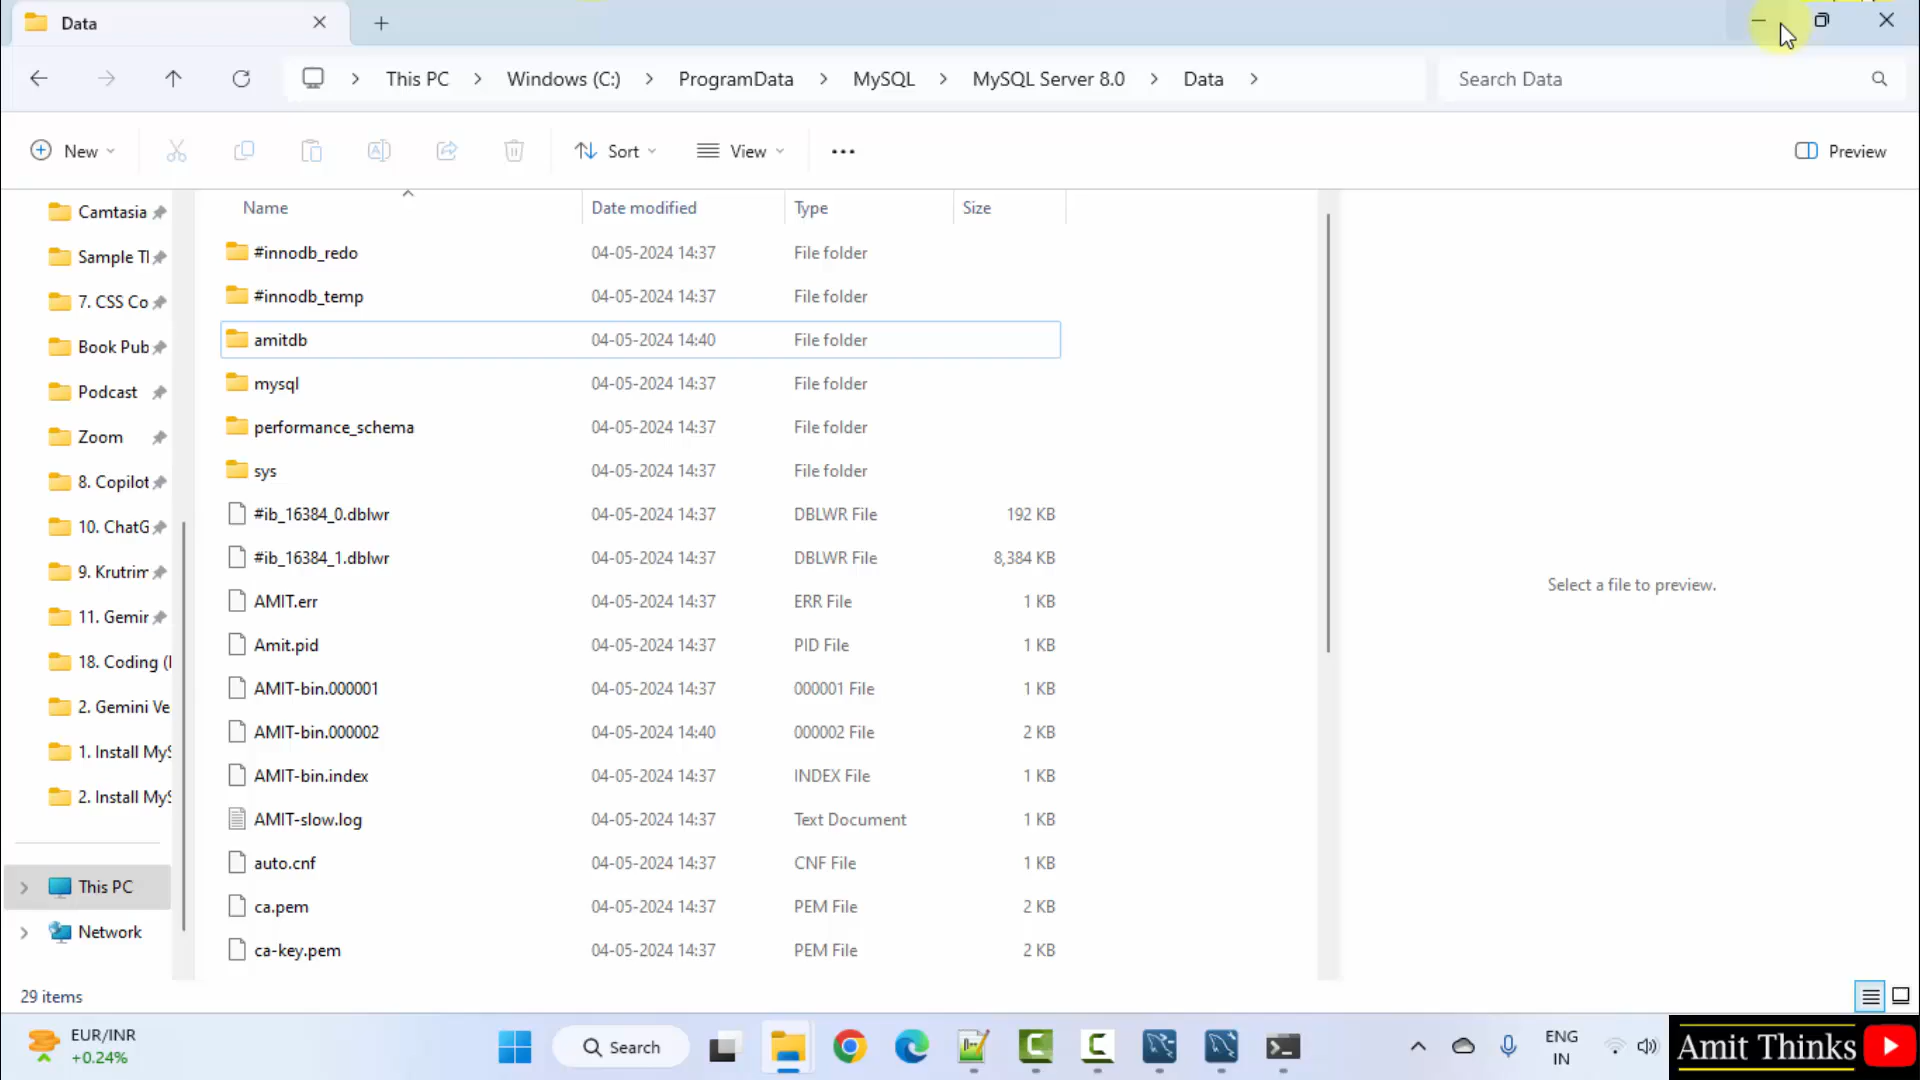 Data
This PC
Windows (C:)
ProgramData
MySQL
MySQL Server 8.0
Data
Search Data
New
Sort
View
Preview
Camtasia
Sample Tl
7. CSS Co
Book Pub
Podcast
Zoom
8. Copilot
10. ChatG
9. Krutrim
11. Gemir
18. Coding (
2. Gemini Ve
1. Install MyS
2. Install MyS
This PC
Network
Name Date modified Type Size
#innodb_redo 04-05-2024 14:37 File folder
#innodb_temp 04-05-2024 14:37 File folder
amitdb 04-05-2024 14:40 File folder
mysql 04-05-2024 14:37 File folder
performance_schema 04-05-2024 14:37 File folder
sys 04-05-2024 14:37 File folder
#ib_16384_0.dblwr 04-05-2024 14:37 DBLWR File 192 KB
#ib_16384_1.dblwr 04-05-2024 14:37 DBLWR File 8,384 KB
AMIT.err 04-05-2024 14:37 ERR File 1 KB
Amit.pid 04-05-2024 14:37 PID File 1 KB
AMIT-bin.000001 04-05-2024 14:37 000001 File 1 KB
AMIT-bin.000002 04-05-2024 14:40 000002 File 2 KB
AMIT-bin.index 04-05-2024 14:37 INDEX File 1 KB
AMIT-slow.log 04-05-2024 14:37 Text Document 1 KB
auto.cnf 04-05-2024 14:37 CNF File 1 KB
ca.pem 04-05-2024 14:37 PEM File 2 KB
ca-key.pem 04-05-2024 14:37 PEM File 2 KB
Select a file to preview.
29 items
EUR/INR
+0.24%
Search
ENG
IN
Amit Thinks